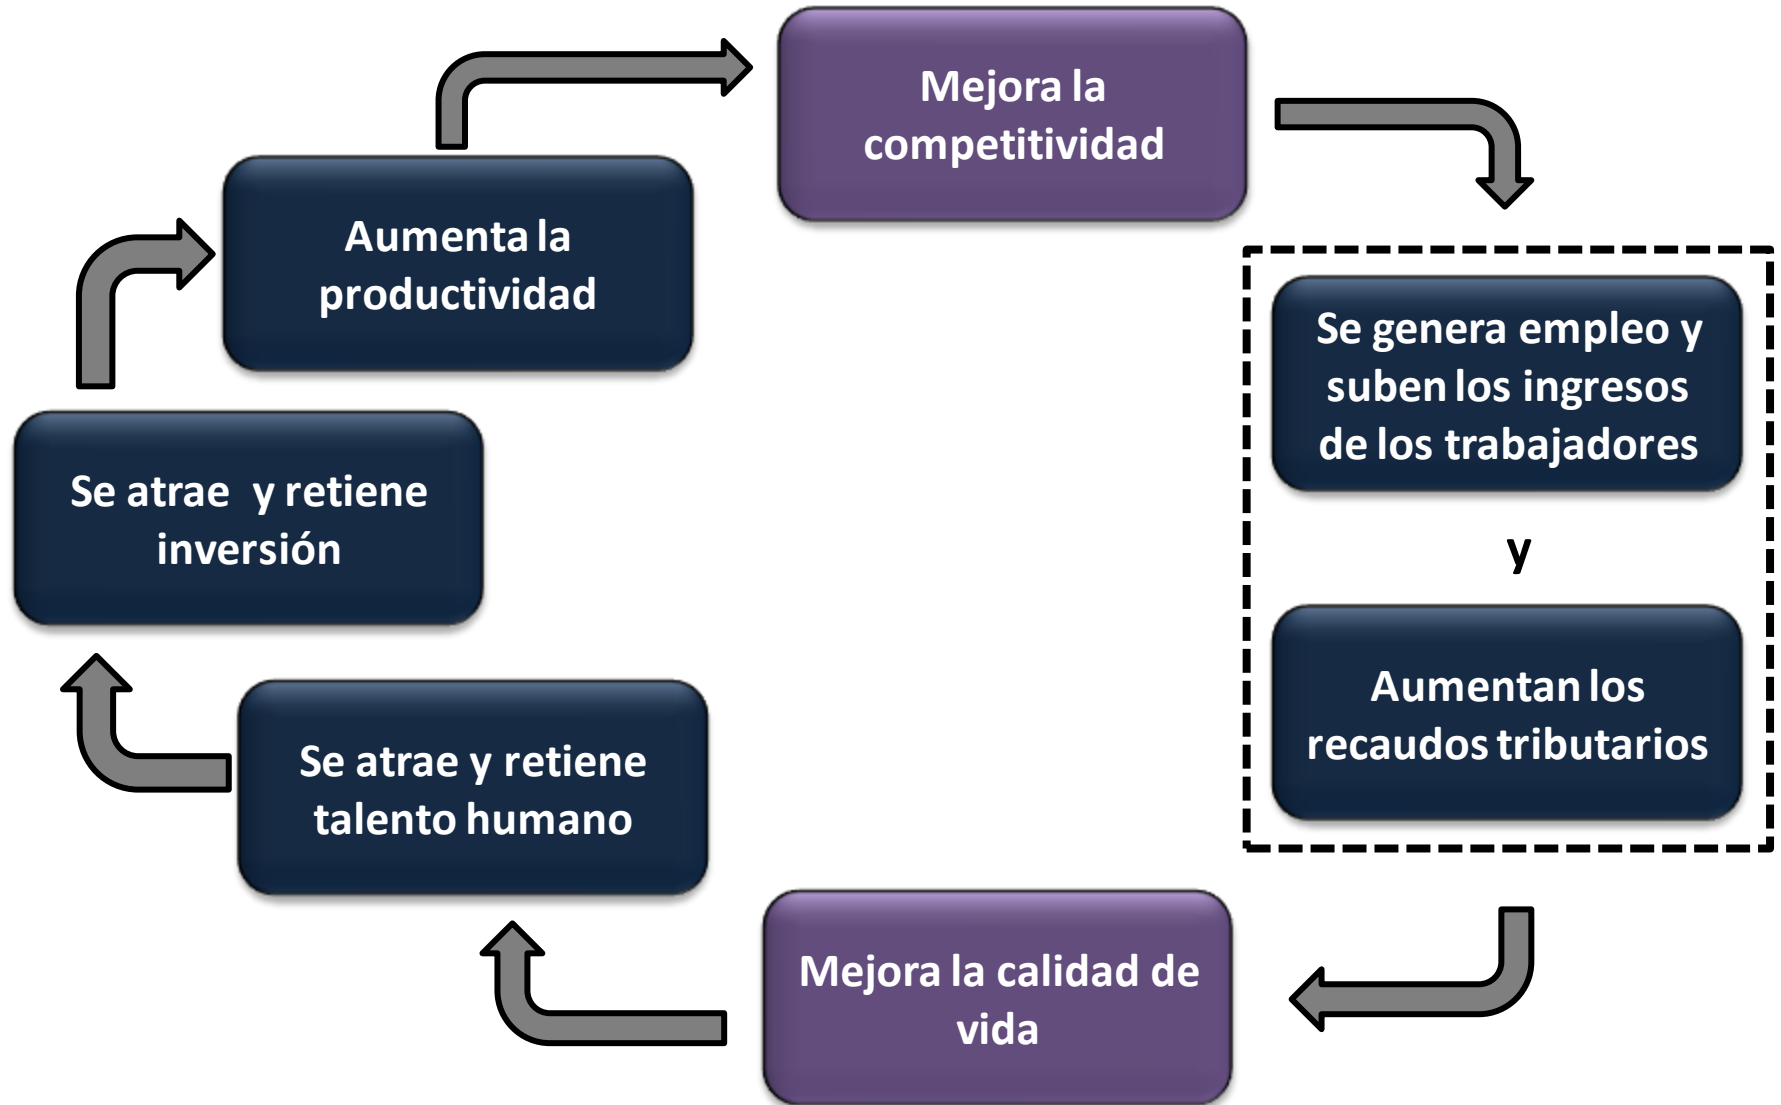 Mejora la
competitividad
Aumenta la
productividad
Se genera empleo y
suben los ingresos
de los trabajadores
y
Aumentan los
recaudos tributarios
Se atrae y retiene
inversión
Se atrae y retiene
talento humano
Mejora la calidad de
vida